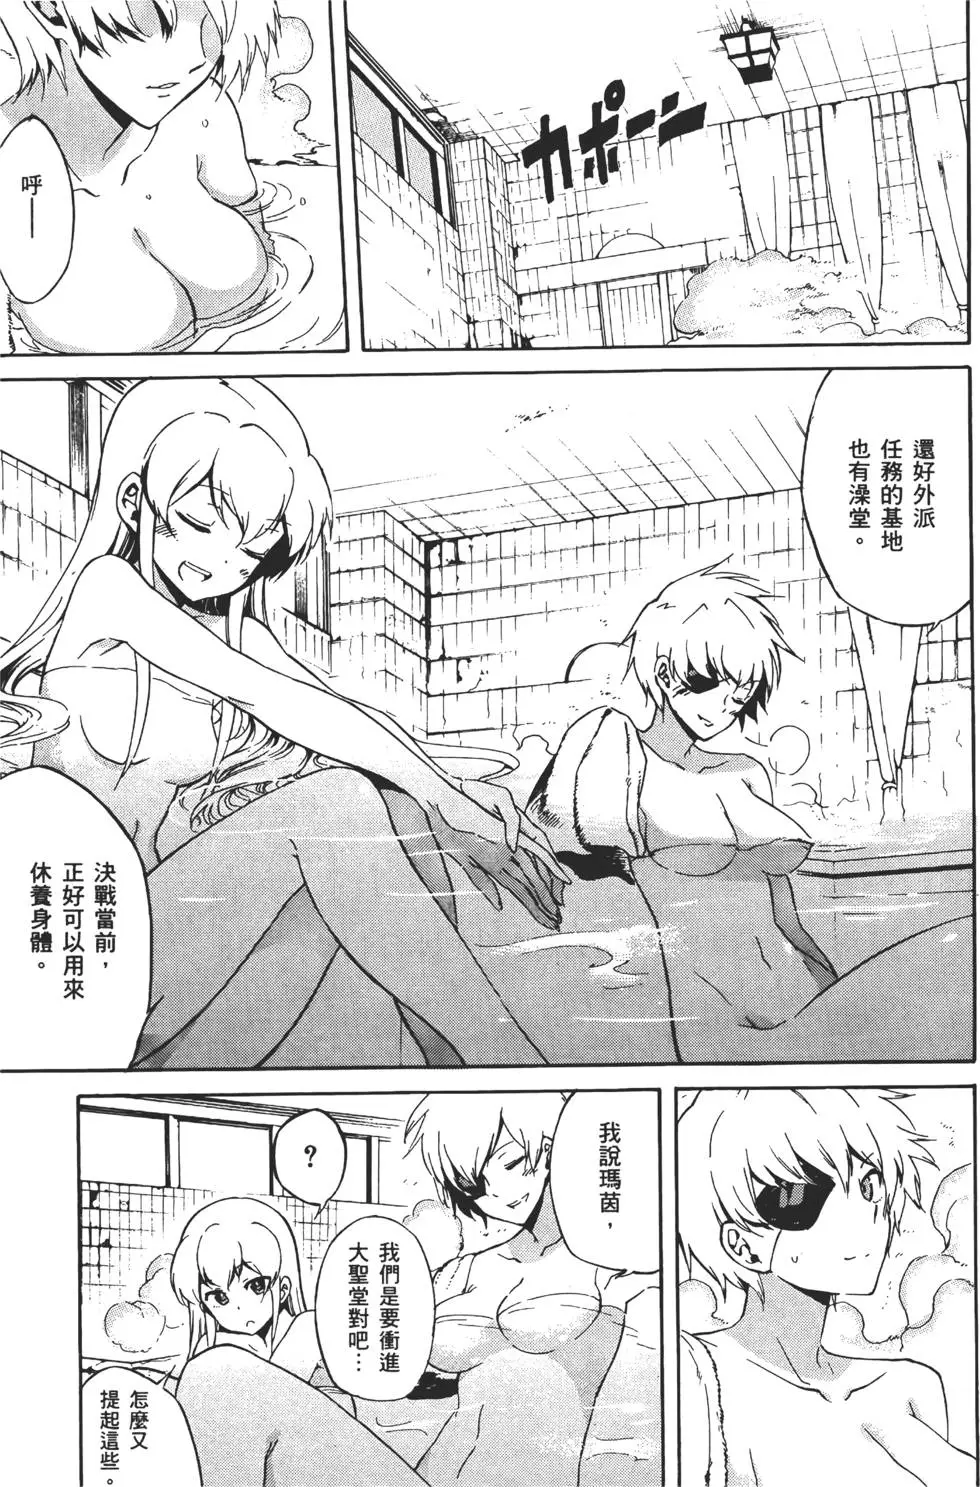 カポーン
呼──
還好外派
任務的基地
也有澡堂。
決戰當前，
正好可以用來
休養身體。
我說瑪茵，
？
我們是要衝進
大聖堂對吧…
怎麼又
提起這些。